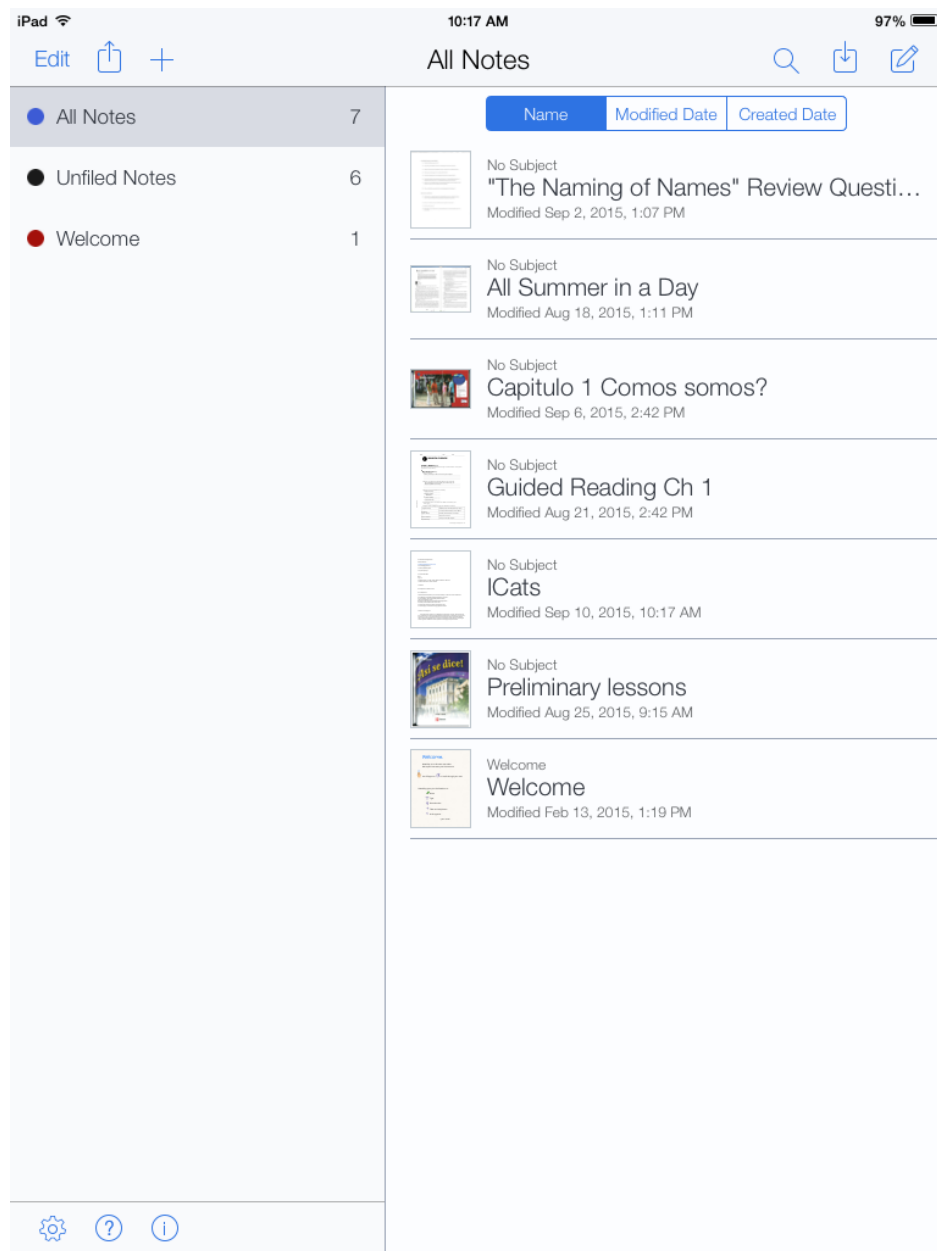 iPad 10:17 AM 97%
Edit All Notes
All Notes 7
Unfiled Notes 6
Welcome 1
Name Modified Date Created Date
No Subject
"The Naming of Names" Review Questi...
Modified Sep 2, 2015, 1:07 PM
No Subject
All Summer in a Day
Modified Aug 18, 2015, 1:11 PM
No Subject
Capitulo 1 Comos somos?
Modified Sep 6, 2015, 2:42 PM
No Subject
Guided Reading Ch 1
Modified Aug 21, 2015, 2:42 PM
No Subject
ICats
Modified Sep 10, 2015, 10:17 AM
¡Así se dice!
No Subject
Preliminary lessons
Modified Aug 25, 2015, 9:15 AM
Welcome
Welcome
Welcome
Modified Feb 13, 2015, 1:19 PM